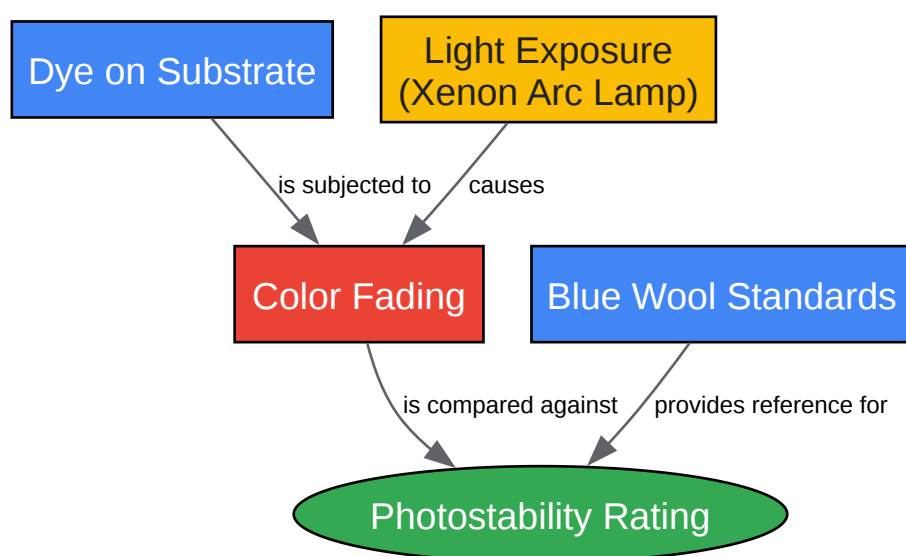 Dye on Substrate
Light Exposure
(Xenon Arc Lamp)
is subjected to
causes
Color Fading
Blue Wool Standards
is compared against
provides reference for
Photostability Rating